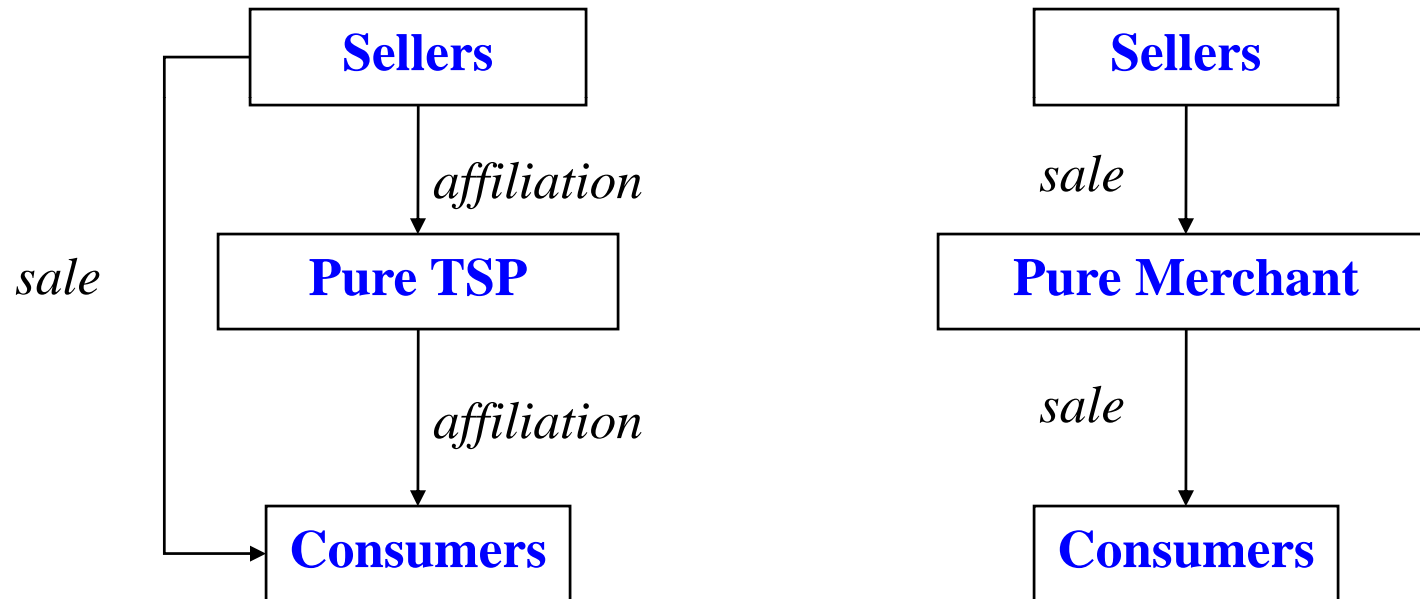 Sellers
affiliation
sale
Pure TSP
affiliation
Consumers
Sellers
sale
Pure Merchant
sale
Consumers